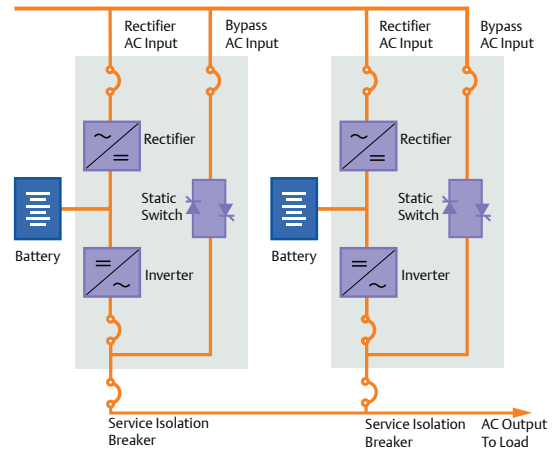 Rectifier
AC Input
Bypass
AC Input
Rectifier
AC Input
Bypass
AC Input
Rectifier
Rectifier
Static
Switch
Static
Switch
Battery
Inverter
Battery
Inverter
Service Isolation
Breaker
Service Isolation
Breaker
AC Output
To Load